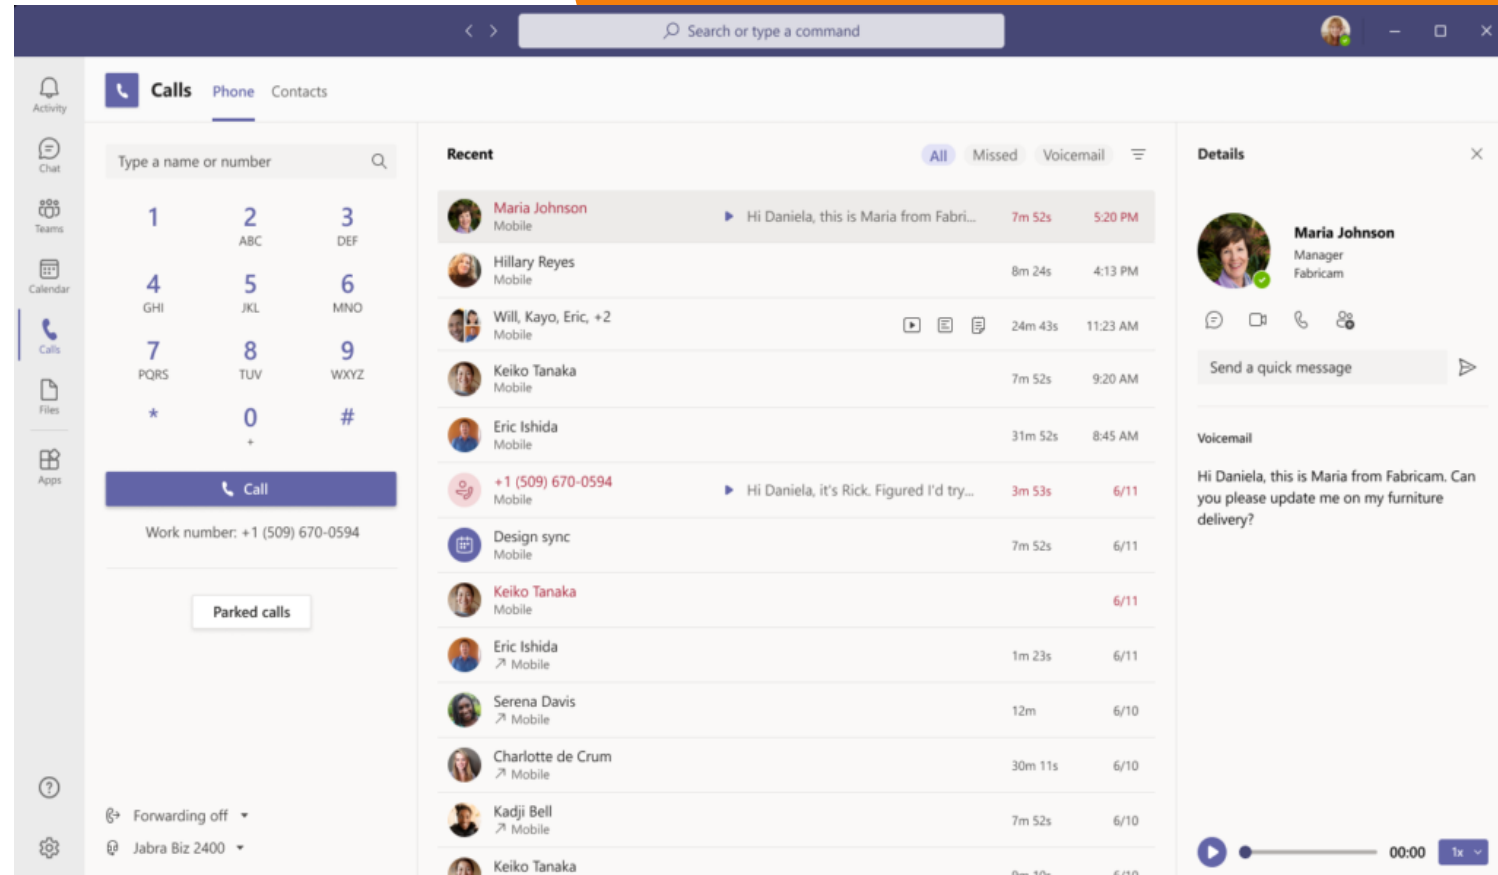 Search or type a command
Activity
Chat
Teams
Calendar
Calls
Files
Apps
Calls Phone Contacts
Type a name or number
1 2 3
ABC DEF
4 5 6
GHI JKL MNO
7 8 9
PQRS TUV WXYZ
* 0 #
+
Call
Work number: +1 (509) 670-0594
Parked calls
Forwarding off
Jabra Biz 2400
Recent All Missed Voicemail
Maria Johnson
Mobile
Hi Daniela, this is Maria from Fabri... 7m 52s 5:20 PM
Hillary Reyes
Mobile
8m 24s 4:13 PM
Will, Kayo, Eric, +2
Mobile
24m 43s 11:23 AM
Keiko Tanaka
Mobile
7m 52s 9:20 AM
Eric Ishida
Mobile
31m 52s 8:45 AM
+1 (509) 670-0594
Mobile
Hi Daniela, it's Rick. Figured I'd try... 3m 53s 6/11
Design sync
Mobile
7m 52s 6/11
Keiko Tanaka
Mobile
6/11
Eric Ishida
Mobile
1m 23s 6/11
Serena Davis
Mobile
12m 6/10
Charlotte de Crum
Mobile
30m 11s 6/10
Kadji Bell
Mobile
7m 52s 6/10
Keiko Tanaka
Details
Maria Johnson
Manager
Fabricam
Send a quick message
Voicemail
Hi Daniela, this is Maria from Fabricam. Can
you please update me on my furniture
delivery?
00:00 1x